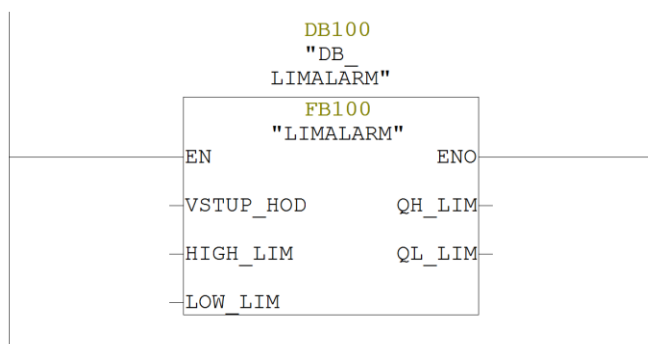 DB100
"DB_
LIMALARM"
FB100
"LIMALARM"
EN ENO
VSTUP_HOD QH_LIM
HIGH_LIM QL_LIM
LOW_LIM